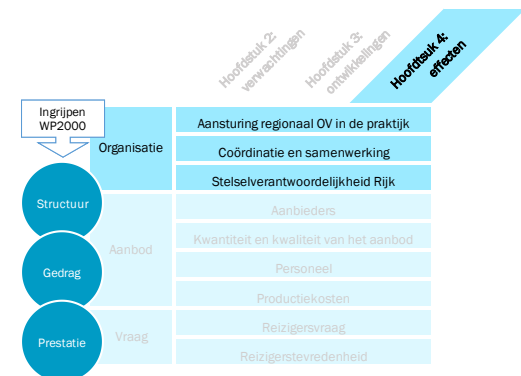 Hoofdstuk 2:
verwachtingen
Hoofdstuk 3:
ontwikkelingen
Hoofdtsuk 4:
effecten
Ingrijpen
WP2000
Organisatie
Aansturing regionaal OV in de praktijk
Coördinatie en samenwerking
Stelselverantwoordelijkheid Rijk
Structuur
Aanbod
Aanbieders
Kwantiteit en kwaliteit van het aanbod
Gedrag
Personeel
Productiekosten
Prestatie
Vraag
Reizigersvraag
Reizigerstevredenheid